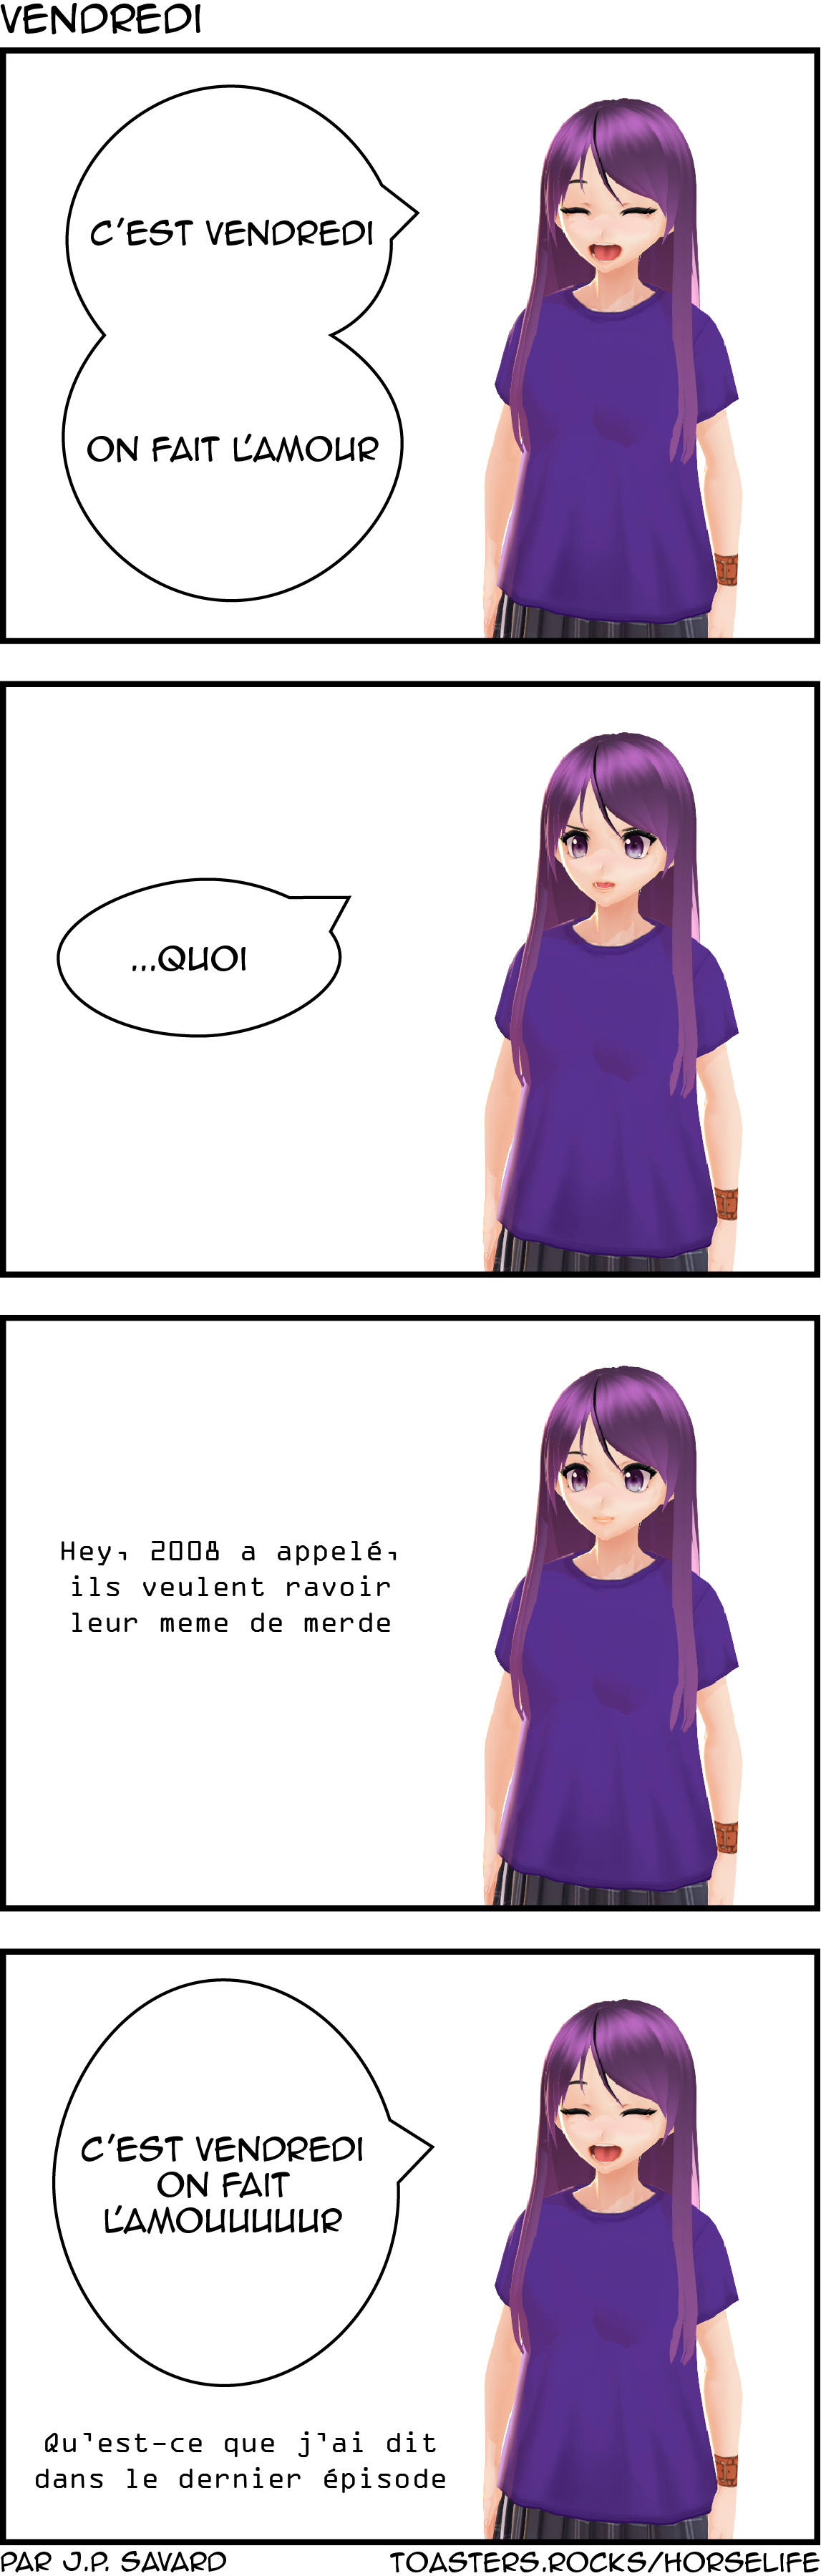 VENDREDI
C'EST VENDREDI
ON FAIT L'AMOUR
...QUOI
Hey, 2008 a appelé,
ils veulent ravoir
leur meme de merde
C'EST VENDREDI
ON FAIT
L'AMOUUUUUUR
Qu'est-ce que j'ai dit
dans le dernier épisode
PAR J.P. SAVARD
TOASTERS.ROCKS/HORSELIFE